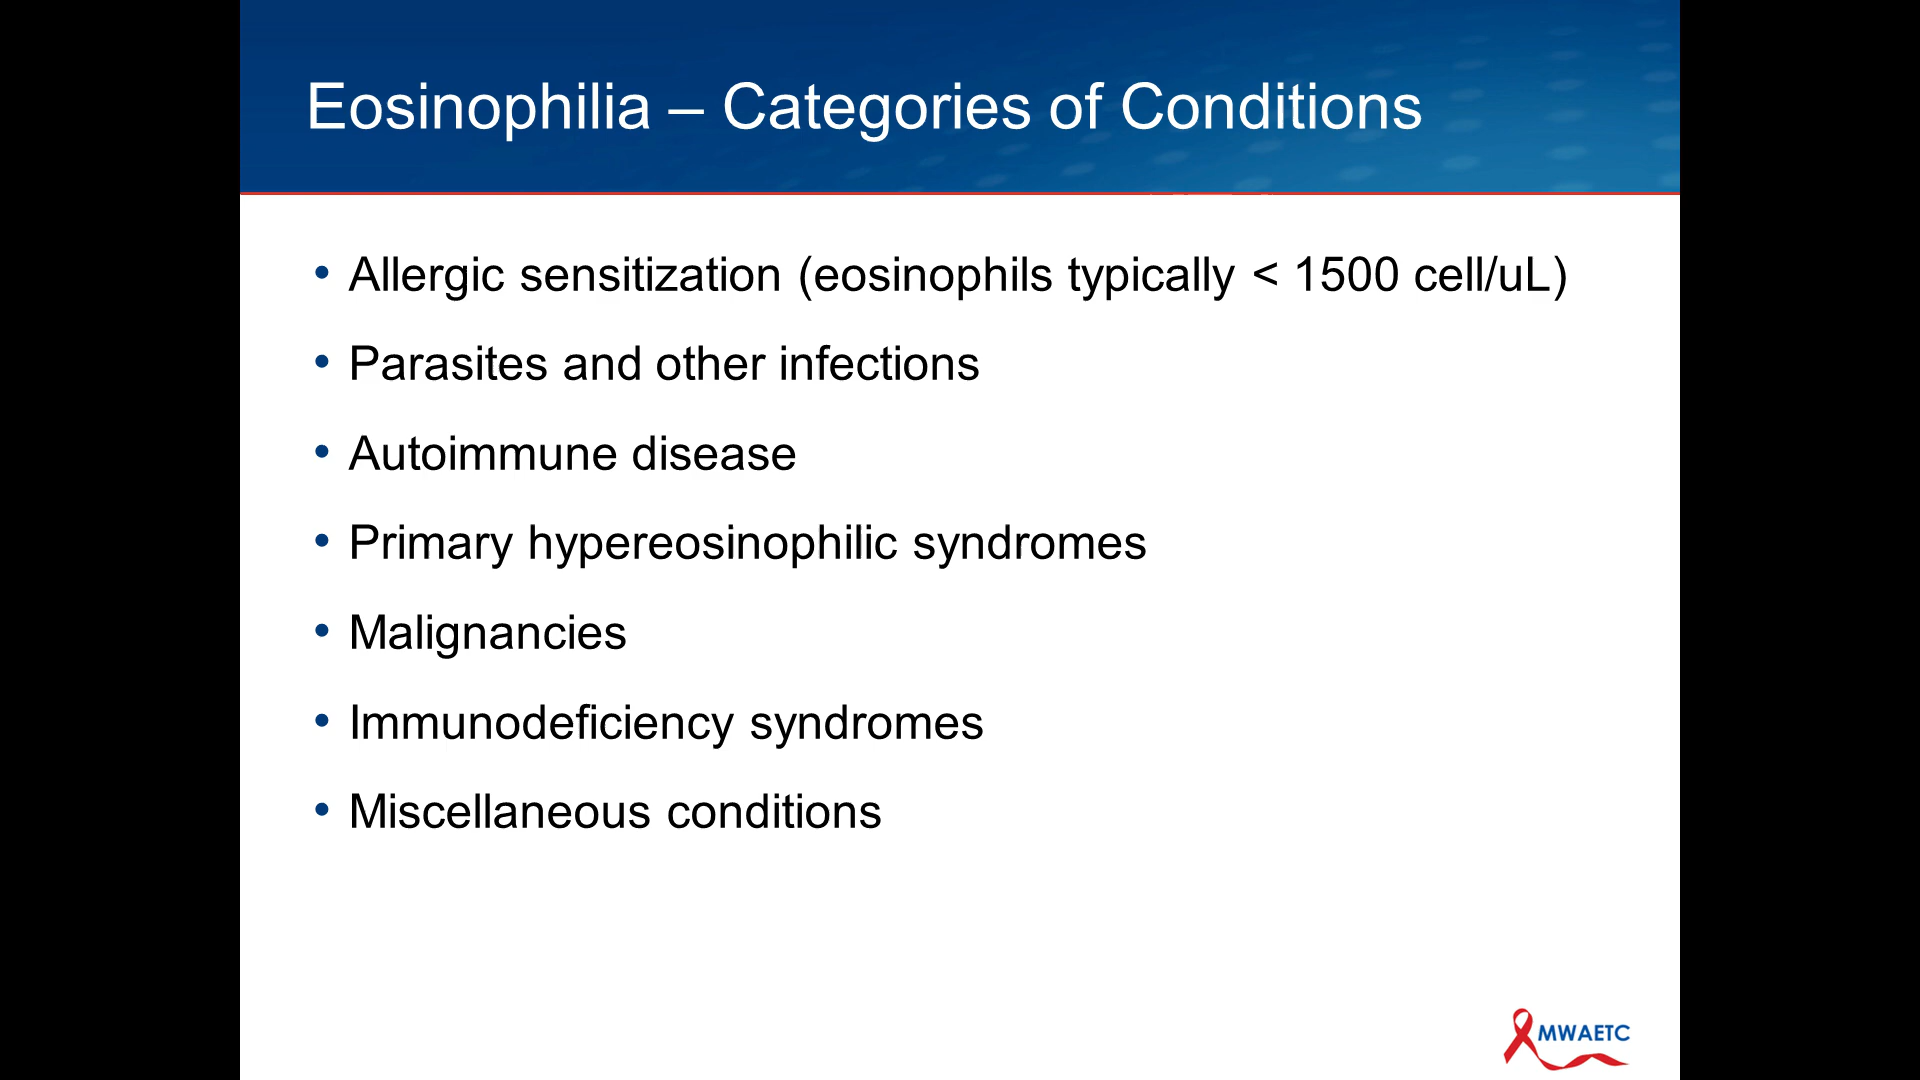 Eosinophilia – Categories of Conditions
• Allergic sensitization (eosinophils typically < 1500 cell/uL)
• Parasites and other infections
• Autoimmune disease
• Primary hypereosinophilic syndromes
• Malignancies
• Immunodeficiency syndromes
• Miscellaneous conditions
MWAETC